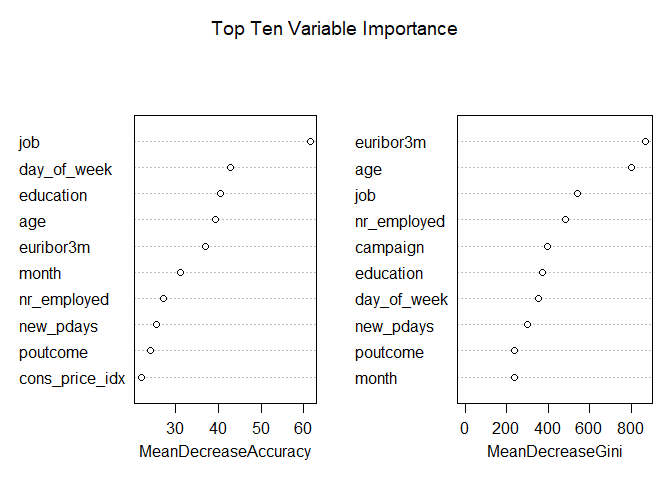 Top Ten Variable Importance
job
day_of_week
education
age
euribor3m
month
nr_employed
new_pdays
poutcome
cons_price_idx
30 40 50 60
MeanDecreaseAccuracy
euribor3m
age
job
nr_employed
campaign
education
day_of_week
new_pdays
poutcome
month
0 200 400 600 800
MeanDecreaseGini